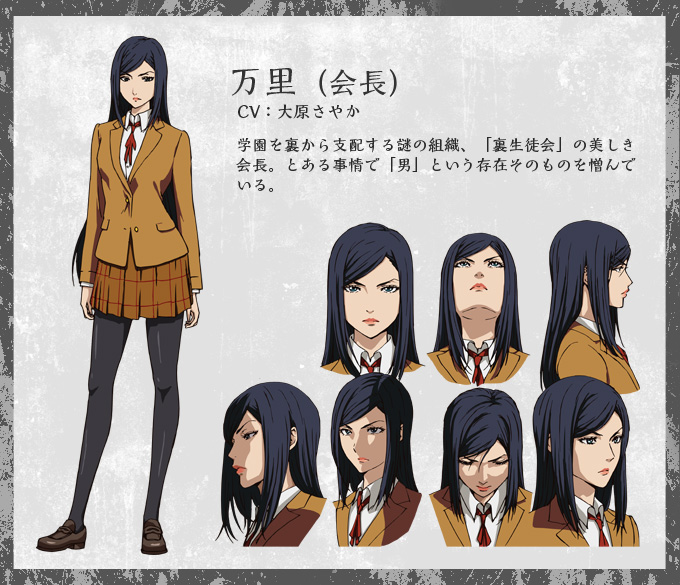 万里 (会長)
CV：大原さやか
学園を裏から支配する謎の組織、「裏生徒会」の美しき
会長。とある事情で「男」という存在そのものを憎んで
いる。